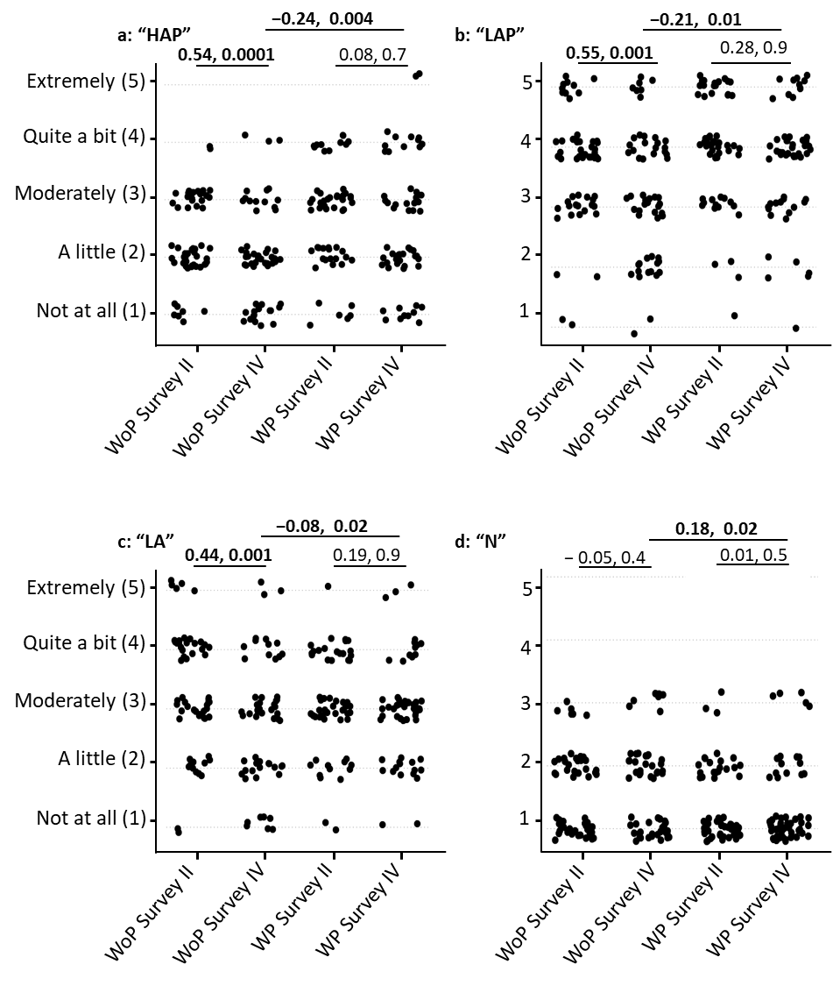 −0.24, 0.004
a: “HAP”
0.54, 0.0001
0.08, 0.7
Extremely (5)
Quite a bit (4)
Moderately (3)
A little (2)
Not at all (1)
WoP Survey II
WoP Survey IV
WP Survey II
WP Survey IV
−0.21, 0.01
b: “LAP”
0.55, 0.001
0.28, 0.9
5
4
3
2
1
WoP Survey II
WoP Survey IV
WP Survey II
WP Survey IV
−0.08, 0.02
c: “LA”
0.44, 0.001
0.19, 0.9
Extremely (5)
Quite a bit (4)
Moderately (3)
A little (2)
Not at all (1)
WoP Survey II
WoP Survey IV
WP Survey II
WP Survey IV
0.18, 0.02
d: “N”
− 0.05, 0.4
0.01, 0.5
5
4
3
2
1
WoP Survey II
WoP Survey IV
WP Survey II
WP Survey IV